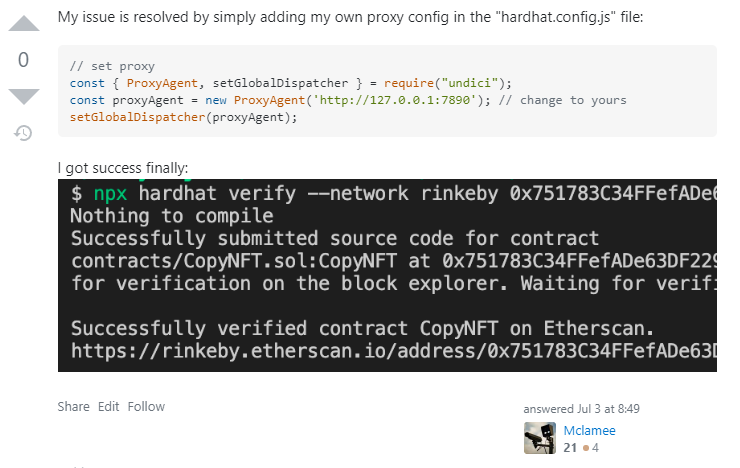 My issue is resolved by simply adding my own proxy config in the "hardhat.config.js" file:
0
// set proxy
const { ProxyAgent, setGlobalDispatcher } = require("undici");
const proxyAgent = new ProxyAgent('http://127.0.0.1:7890'); // change to yours
setGlobalDispatcher(proxyAgent);
I got success finally:
$ npx hardhat verify --network rinkeby 0x751783C34FFefADe6
Nothing to compile
Successfully submitted source code for contract
contracts/CopyNFT.sol:CopyNFT at 0x751783C34FFefADe63DF229
for verification on the block explorer. Waiting for verifi
Successfully verified contract CopyNFT on Etherscan.
https://rinkeby.etherscan.io/address/0x751783C34FFefADe63D
Share Edit Follow
answered Jul 3 at 8:49
Mclamee
21 4